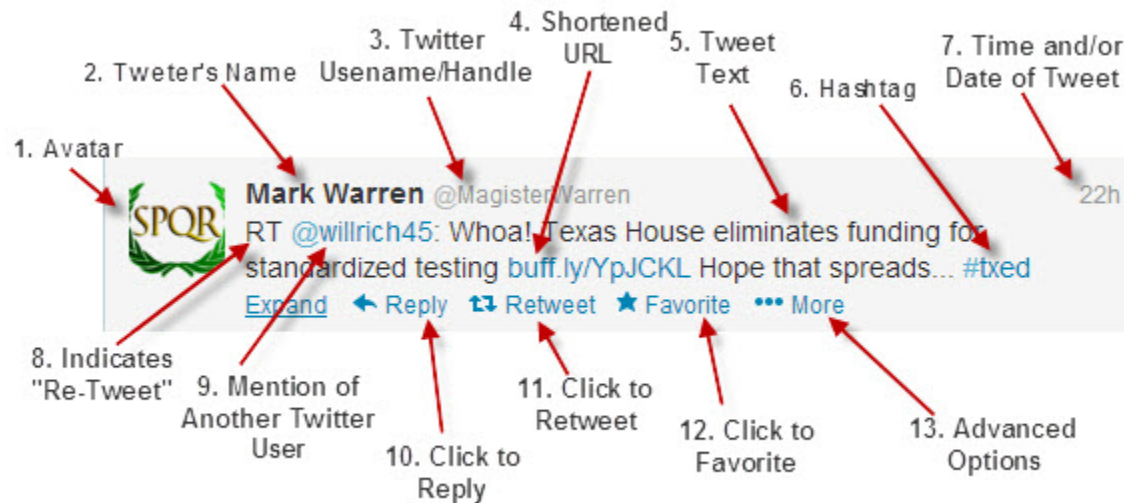 4. Shortened
URL
3. Twitter
Usename/Handle
5. Tweet
Text
7. Time and/or
Date of Tweet
2. Tweter's Name
6. Hashtag
1. Avatar
SPQR
Mark Warren @MagisterWarren
22h
RT @willrich45: Whoa! Texas House eliminates funding for
standardized testing buff.ly/YpJCKL Hope that spreads... #txed
Expand Reply Retweet Favorite ••• More
8. Indicates
"Re-Tweet"
9. Mention of
Another Twitter
User
10. Click to
Reply
11. Click to
Retweet
12. Click to
Favorite
13. Advanced
Options